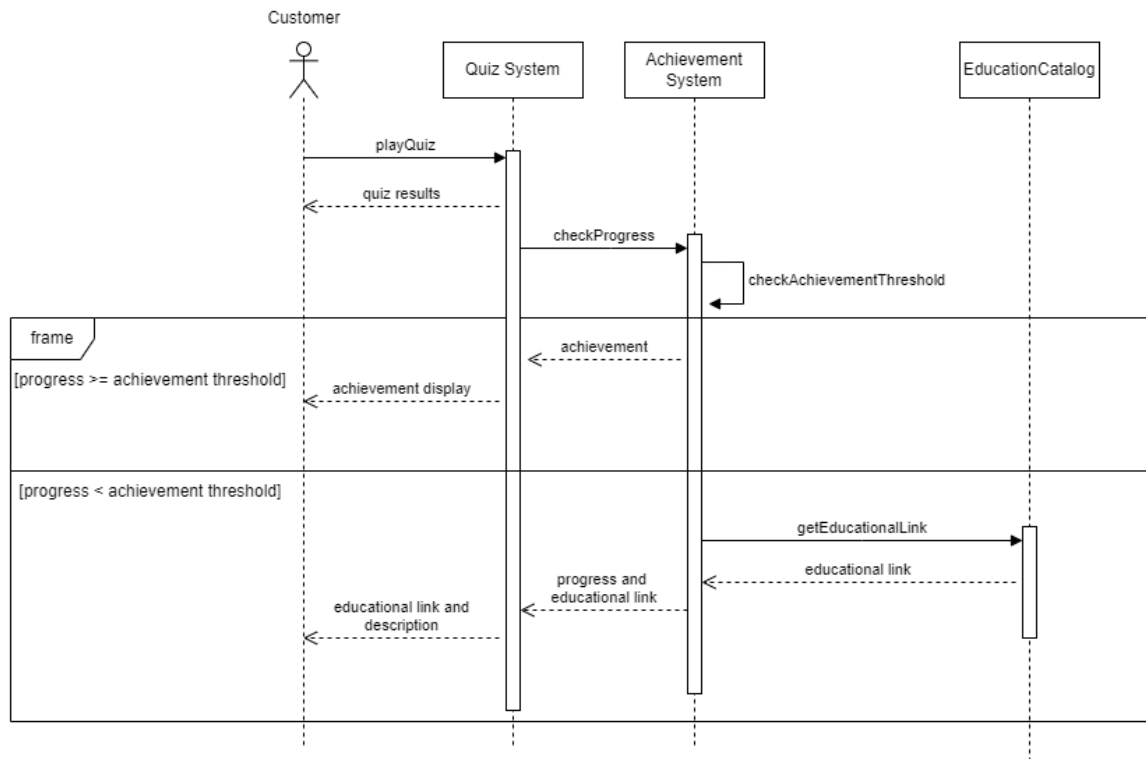 Customer
Quiz System
Achievement
System
EducationCatalog
playQuiz
quiz results
checkProgress
checkAchievementThreshold
frame
achievement
[progress >= achievement threshold]
achievement display
[progress < achievement threshold]
getEducationalLink
educational link
progress and
educational link
educational link and
description